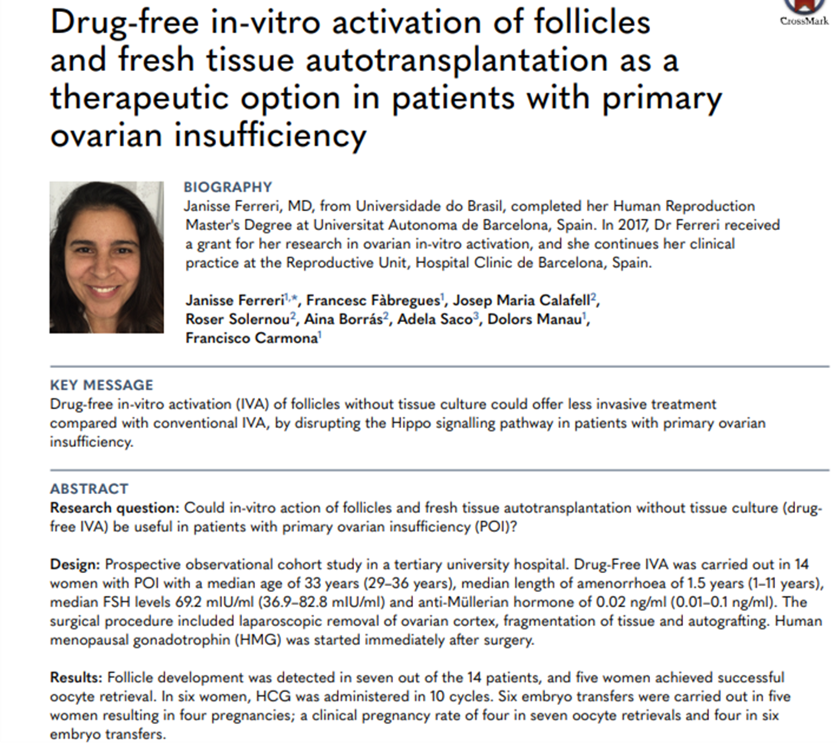 CrossMark
Drug-free in-vitro activation of follicles
and fresh tissue autotransplantation as a
therapeutic option in patients with primary
ovarian insufficiency
BIOGRAPHY
Janisse Ferreri, MD, from Universidade do Brasil, completed her Human Reproduction
Master's Degree at Universitat Autonoma de Barcelona, Spain. In 2017, Dr Ferreri received
a grant for her research in ovarian in-vitro activation, and she continues her clinical
practice at the Reproductive Unit, Hospital Clinic de Barcelona, Spain.
Janisse Ferreri¹,*, Francesc Fàbregues¹, Josep Maria Calafell²,
Roser Solernou², Aina Borrás², Adela Saco³, Dolors Manau¹,
Francisco Carmona¹
KEY MESSAGE
Drug-free in-vitro activation (IVA) of follicles without tissue culture could offer less invasive treatment
compared with conventional IVA, by disrupting the Hippo signalling pathway in patients with primary ovarian
insufficiency.
ABSTRACT
Research question: Could in-vitro action of follicles and fresh tissue autotransplantation without tissue culture (drug-
free IVA) be useful in patients with primary ovarian insufficiency (POI)?
Design: Prospective observational cohort study in a tertiary university hospital. Drug-Free IVA was carried out in 14
women with POI with a median age of 33 years (29–36 years), median length of amenorrhoea of 1.5 years (1–11 years),
median FSH levels 69.2 mIU/ml (36.9–82.8 mIU/ml) and anti-Müllerian hormone of 0.02 ng/ml (0.01–0.1 ng/ml). The
surgical procedure included laparoscopic removal of ovarian cortex, fragmentation of tissue and autografting. Human
menopausal gonadotrophin (HMG) was started immediately after surgery.
Results: Follicle development was detected in seven out of the 14 patients, and five women achieved successful
oocyte retrieval. In six women, HCG was administered in 10 cycles. Six embryo transfers were carried out in five
women resulting in four pregnancies; a clinical pregnancy rate of four in seven oocyte retrievals and four in six
embryo transfers.